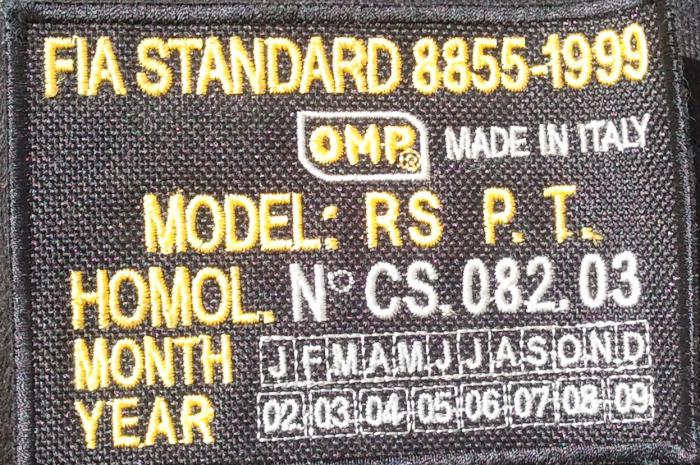 FIA STANDARD 8855-1999
OMP® MADE IN ITALY
MODEL: RS P.T.
HOMOL. N° CS.082.03
MONTH J F M A M J J A S O N D
YEAR 02 03 04 05 06 07 08 09